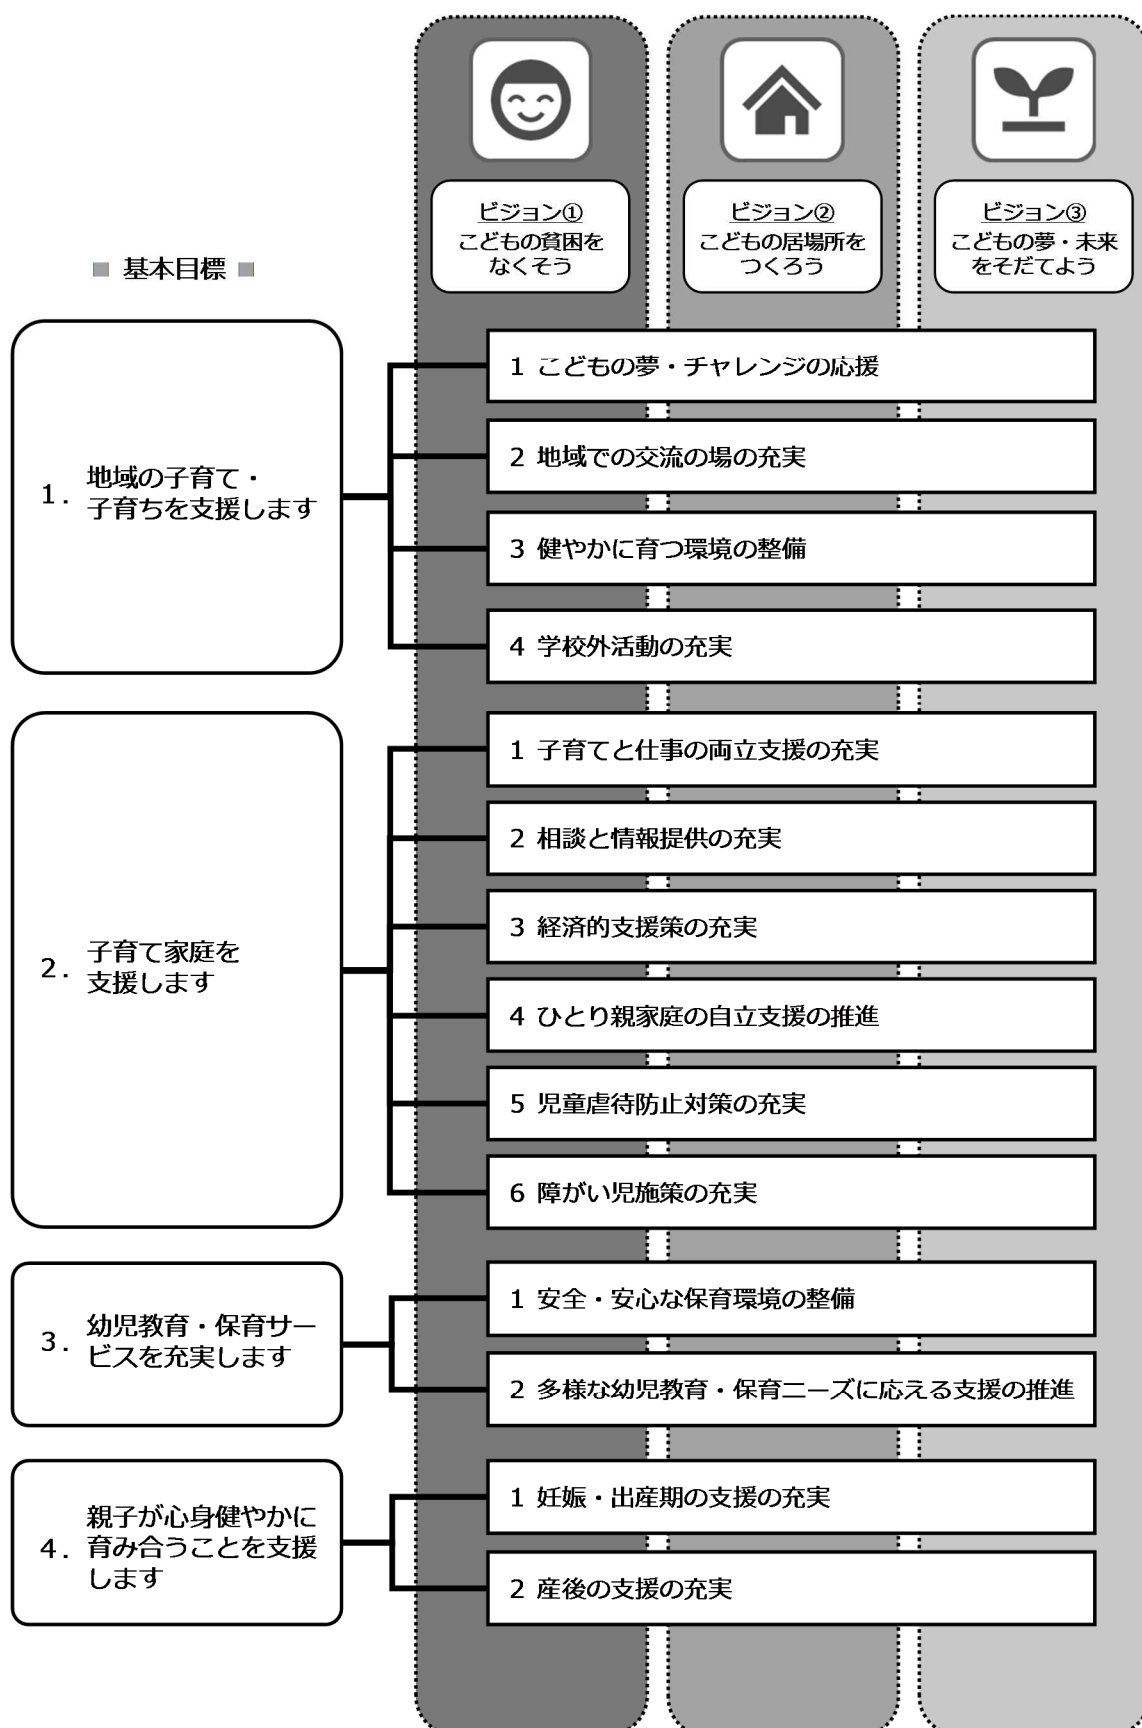 ビジョン①
こどもの貧困を
なくそう
ビジョン②
こどもの居場所を
つくろう
ビジョン③
こどもの夢・未来
をそだてよう
■ 基本目標 ■
1. 地域の子育て・
子育ちを支援します
1 こどもの夢・チャレンジの応援
2 地域での交流の場の充実
3 健やかに育つ環境の整備
4 学校外活動の充実
2. 子育て家庭を
支援します
1 子育てと仕事の両立支援の充実
2 相談と情報提供の充実
3 経済的支援策の充実
4 ひとり親家庭の自立支援の推進
5 児童虐待防止対策の充実
6 障がい児施策の充実
3. 幼児教育・保育サー
ビスを充実します
1 安全・安心な保育環境の整備
2 多様な幼児教育・保育ニーズに応える支援の推進
4. 親子が心身健やかに
育み合うことを支援
します
1 妊娠・出産期の支援の充実
2 産後の支援の充実